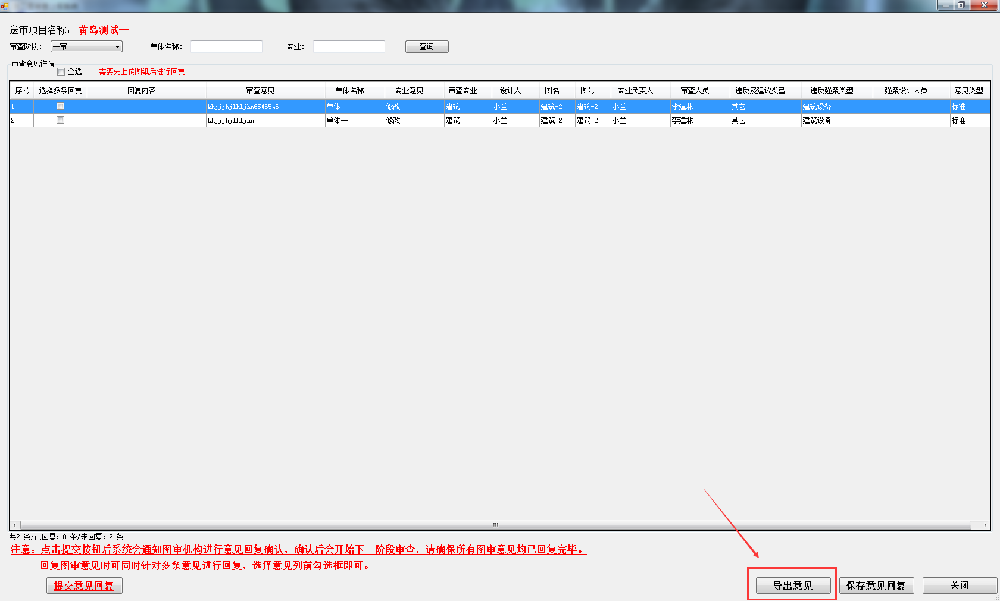 送审项目名称： 黄岛测试一
审查阶段： 一审 单体名称： 专业： 查询
审查意见详情
全选 需要先上传图纸后进行回复
序号 选择多条回复 回复内容 审查意见 单体名称 专业意见 审查专业 设计人 图名 图号 专业负责人 审查人员 违反及建议类型 违反强条类型 强条设计人员 意见类型
1 khjjjhjlhljhn6546546 单体一 修改 建筑 小兰 建筑-2 建筑-2 小兰 李建林 其它 建筑设备 标准
2 khjjjhjlhljhn 单体一 修改 建筑 小兰 建筑-2 建筑-2 小兰 李建林 其它 建筑设备 标准
共2 条/已回复：0 条/未回复：2 条
注意：点击提交按钮后系统会通知图审机构进行意见回复确认，确认后会开始下一阶段审查，请确保所有图审意见均已回复完毕。
回复图审意见时可同时针对多条意见进行回复，选择意见列前勾选框即可。
提交意见回复 导出意见 保存意见回复 关闭